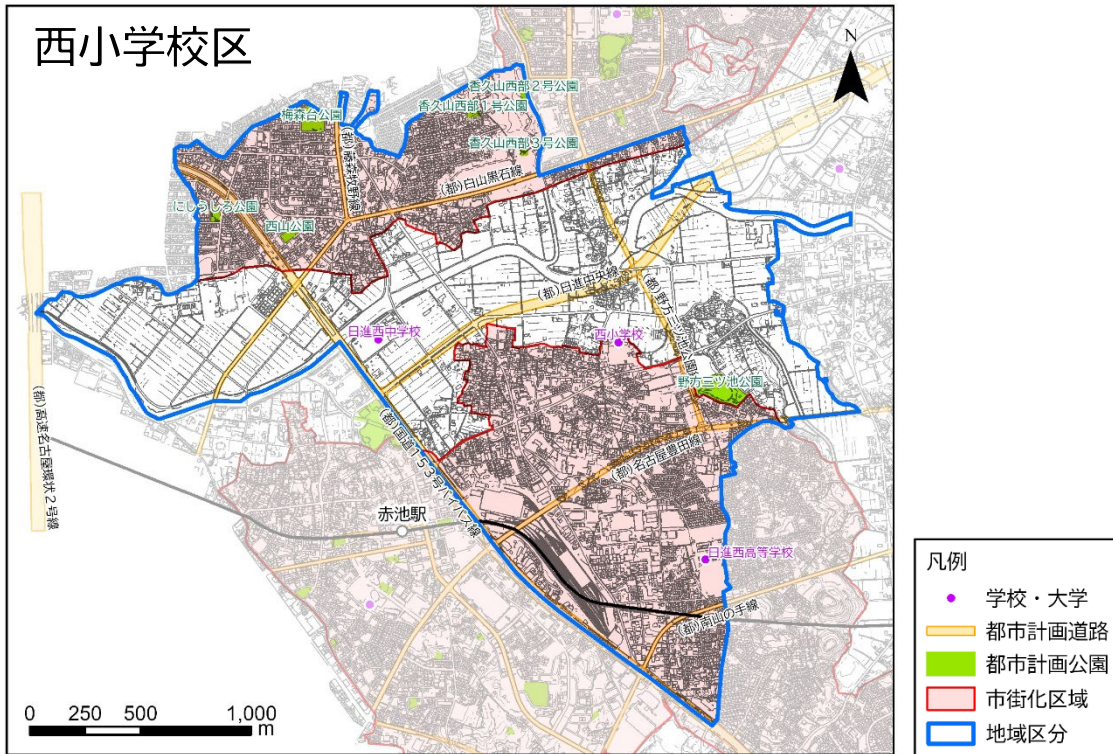 西小学校区
N
香久山西部2号公園
香久山西部1号公園
梅森台公園
香久山西部3号公園
(都)藤森牧野線
(都)白山黒石線
にしうしろ公園
西山公園
(都)日進中央線
(都)野方三ツ池公園線
日進西中学校
西小学校
野方三ツ池公園
(都)高速名古屋環状2号線
(都)国道153号バイパス線
(都)名古屋豊田線
赤池駅
日進西高等学校
(都)南山の手線
0 250 500 1,000
m
凡例
学校・大学
都市計画道路
都市計画公園
市街化区域
地域区分